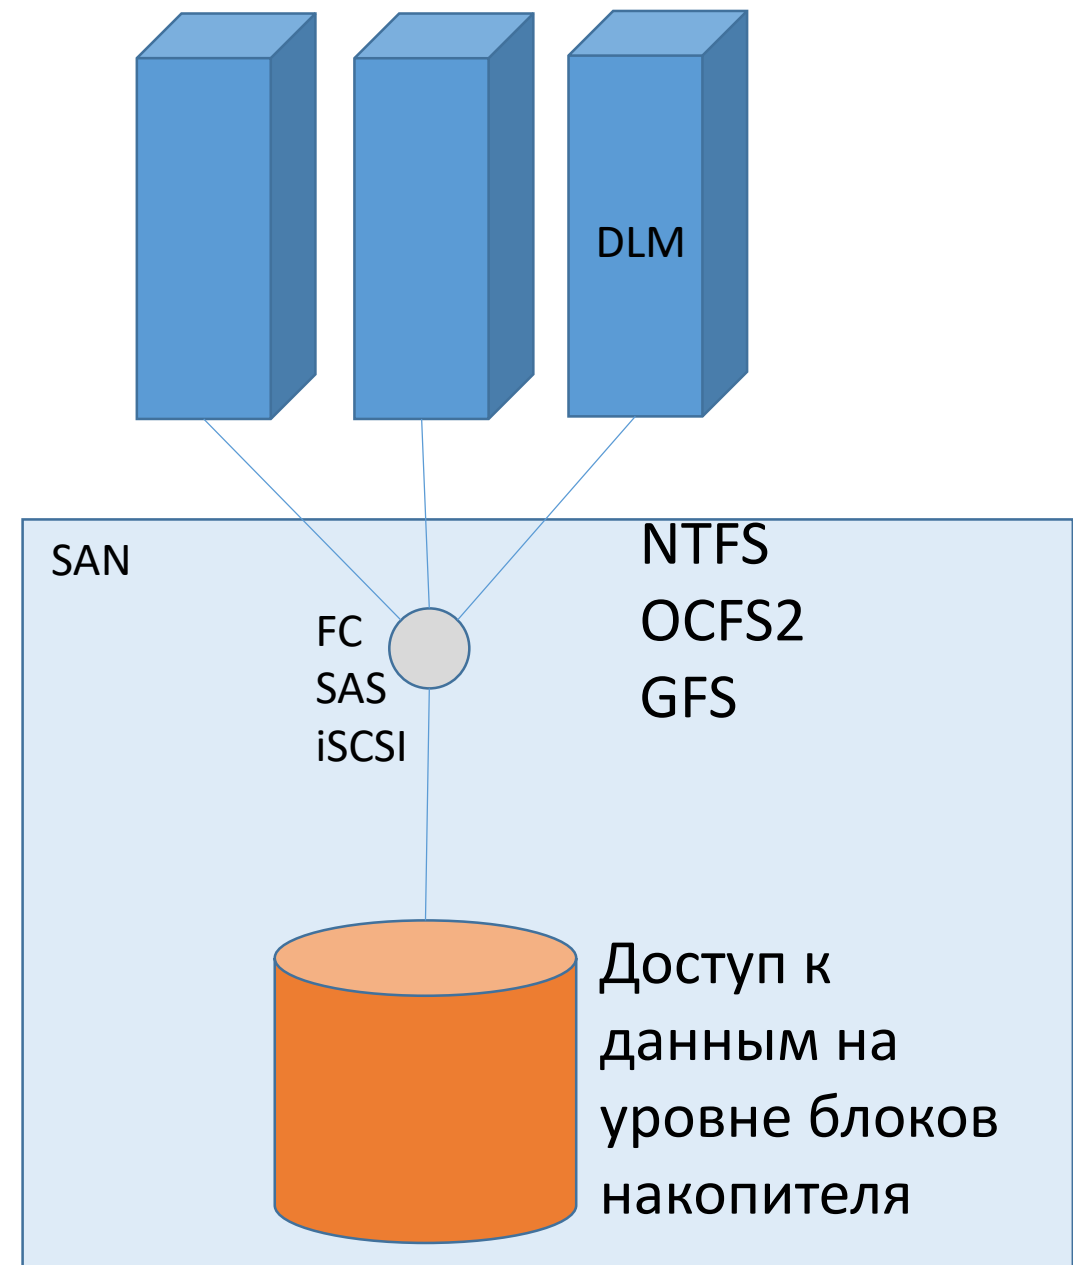 DLM
SAN
NTFS
OCFS2
GFS
FC
SAS
iSCSI
Доступ к
данным на
уровне блоков
накопителя